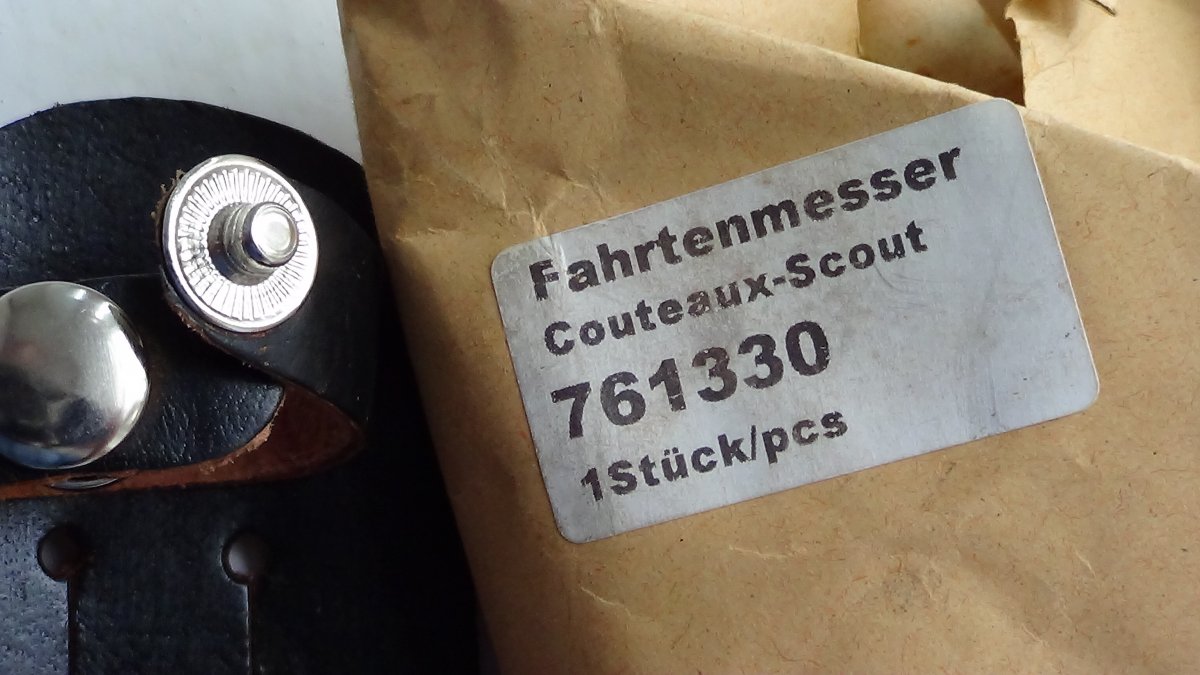 Fahrtenmesser
Couteaux-Scout
761330
1Stück/pcs